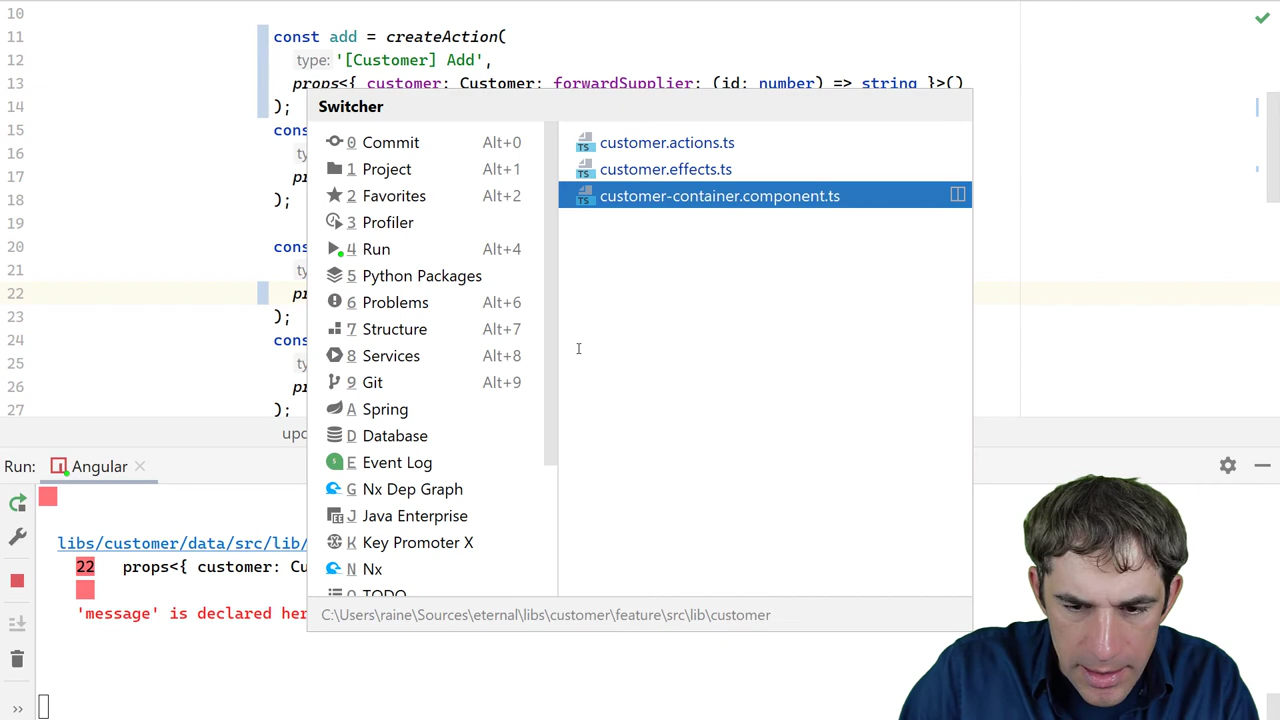 10
11 const add = createAction(
12 type: '[Customer] Add',
13 props<{ customer: Customer; forwardSupplier: (id: number) => string }>()
14 );
15 cons
16 ty
17 pr
18 );
19
20 cons
21 ty
22 pr
23 );
24 cons
25 ty
26 pr
27 );
upd
Switcher
0 Commit Alt+0
1 Project Alt+1
2 Favorites Alt+2
3 Profiler
4 Run Alt+4
5 Python Packages
6 Problems Alt+6
7 Structure Alt+7
8 Services Alt+8
9 Git Alt+9
A Spring
D Database
E Event Log
G Nx Dep Graph
J Java Enterprise
K Key Promoter X
N Nx
O TODO
customer.actions.ts
customer.effects.ts
customer-container.component.ts
C:\Users\raine\Sources\eternal\libs\customer\feature\src\lib\customer
Run: Angular
libs/customer/data/src/lib/
22 props<{ customer: Cu
'message' is declared her